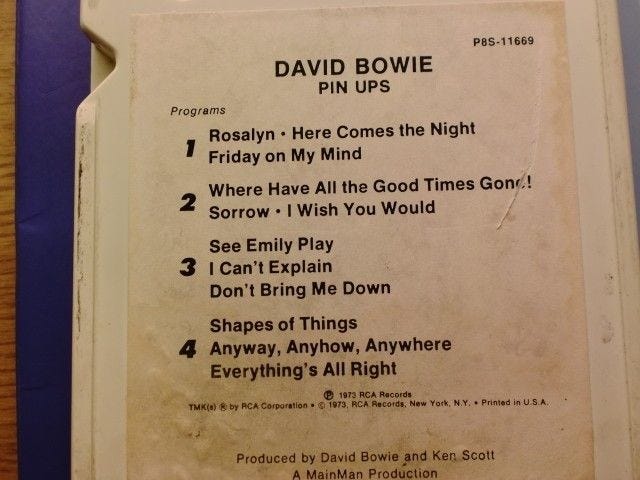 P8S-11669
DAVID BOWIE
PIN UPS
Programs
1 Rosalyn • Here Comes the Night
Friday on My Mind
2 Where Have All the Good Times Gone!
Sorrow • I Wish You Would
See Emily Play
3 I Can't Explain
Don't Bring Me Down
Shapes of Things
4 Anyway, Anyhow, Anywhere
Everything's All Right
℗ 1973 RCA Records
TMK(s) ® by RCA Corporation • © 1973, RCA Records, New York, N.Y. • Printed in U.S.A.
Produced by David Bowie and Ken Scott
A MainMan Production